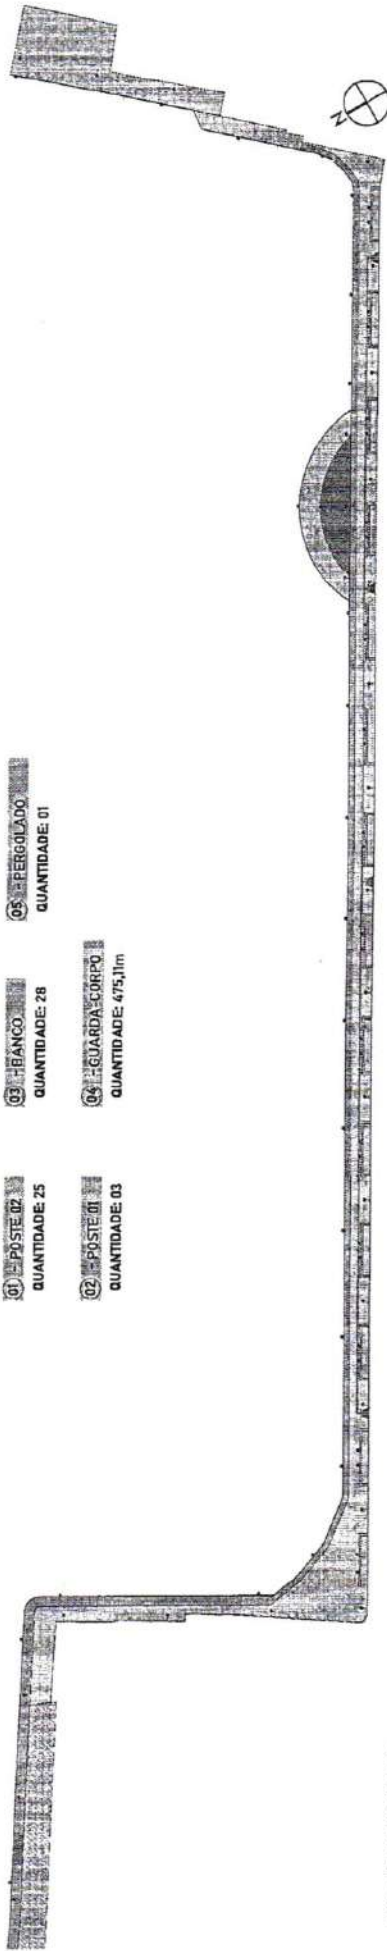 01 - POSTE 02
QUANTIDADE: 25
02 - POSTE 01
QUANTIDADE: 03
03 - BANCO
QUANTIDADE: 28
04 - GUARDA-CORPO
QUANTIDADE: 475,11m
05 - PERGOLADO
QUANTIDADE: 01
N